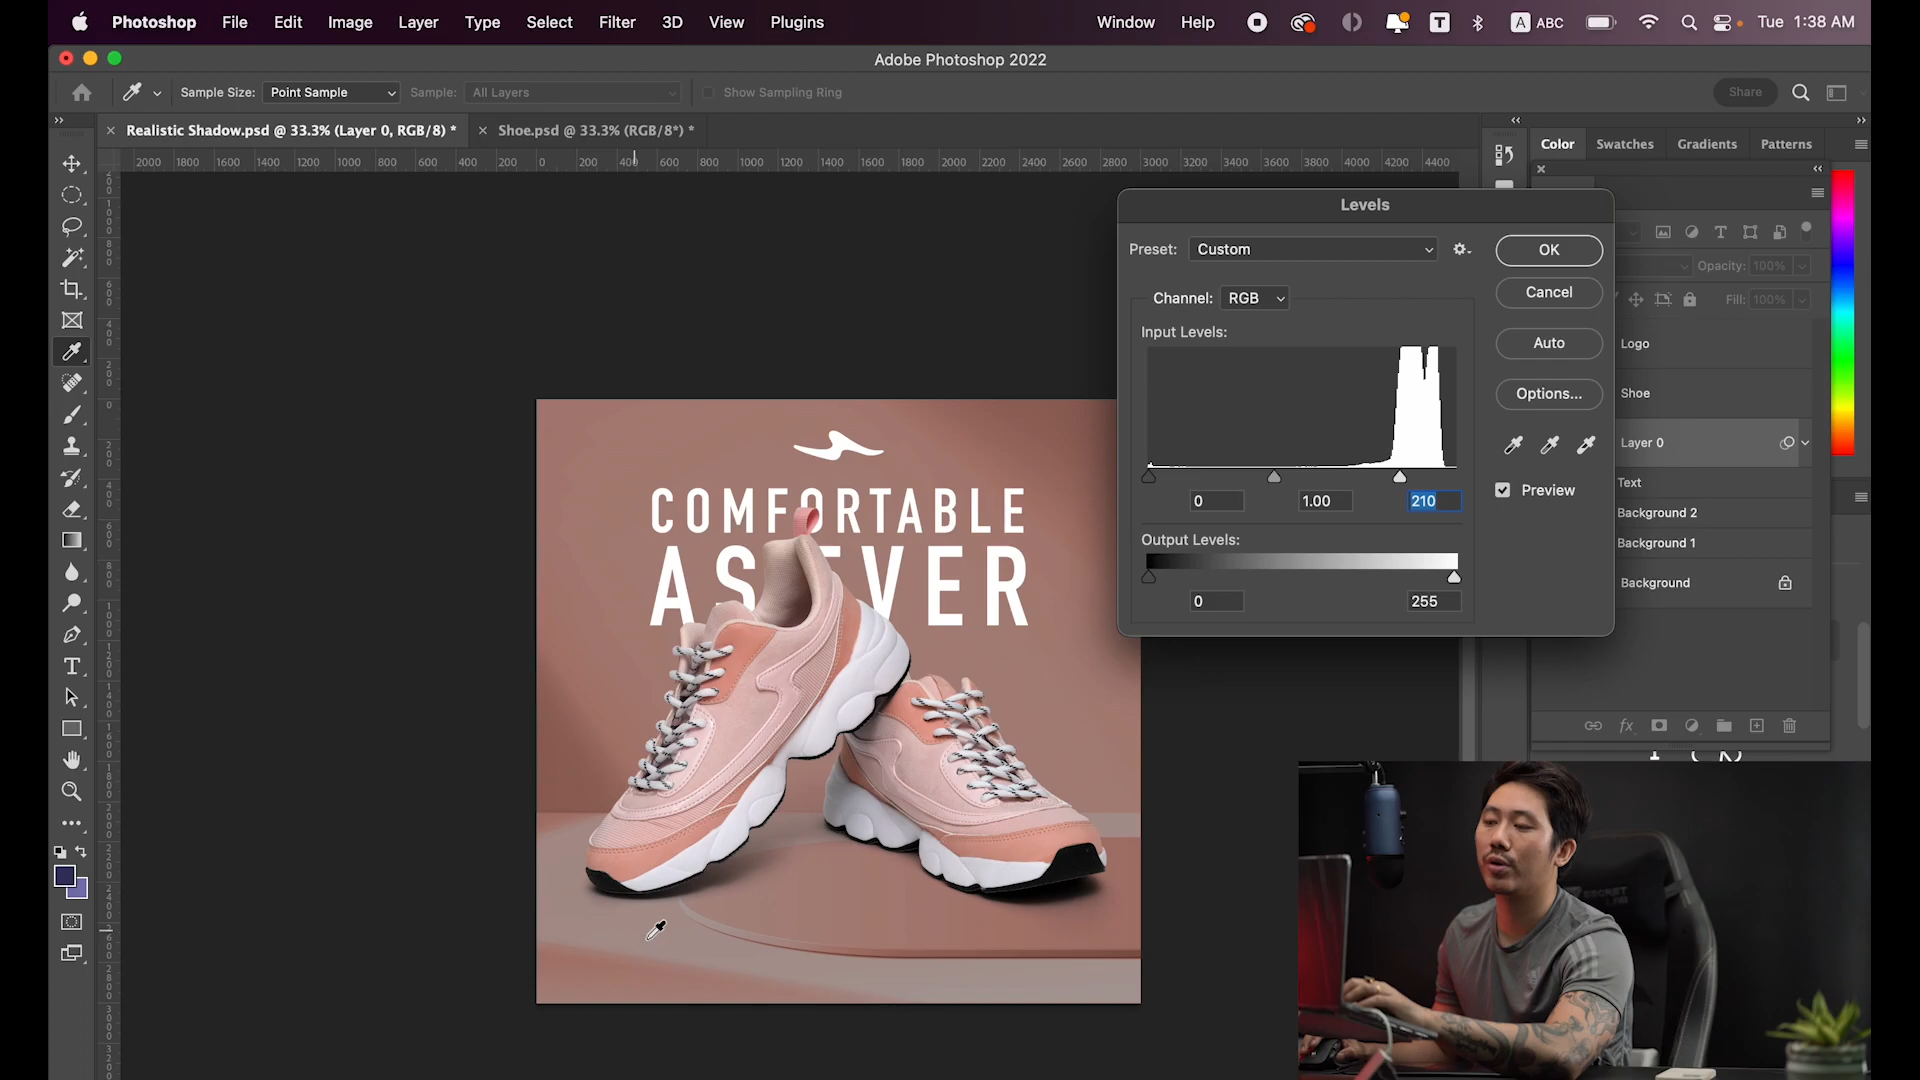 Photoshop File Edit Image Layer Type Select Filter 3D View Plugins Window Help A ABC Tue 1:38 AM
Adobe Photoshop 2022
Sample Size: Point Sample Sample: All Layers Show Sampling Ring Share
Realistic Shadow.psd @ 33.3% (Layer 0, RGB/8) * Shoe.psd @ 33.3% (RGB/8*) *
Color Swatches Gradients Patterns
2000 1800 1600 1400 1200 1000 800 600 400 200 0 200 400 600 800 1000 1200 1400 1600 1800 2000 2200 2400 2600 2800 3000 3200 3400 3600 3800 4000 4200 4400
Levels
Preset: Custom
OK
Cancel
Channel: RGB
Input Levels:
Auto
Options...
0 1.00 210
Preview
Output Levels:
0 255
Opacity: 100%
Fill: 100%
Logo
Shoe
Layer 0
Text
Background 2
Background 1
Background
COMFORTABLE
AS EVER